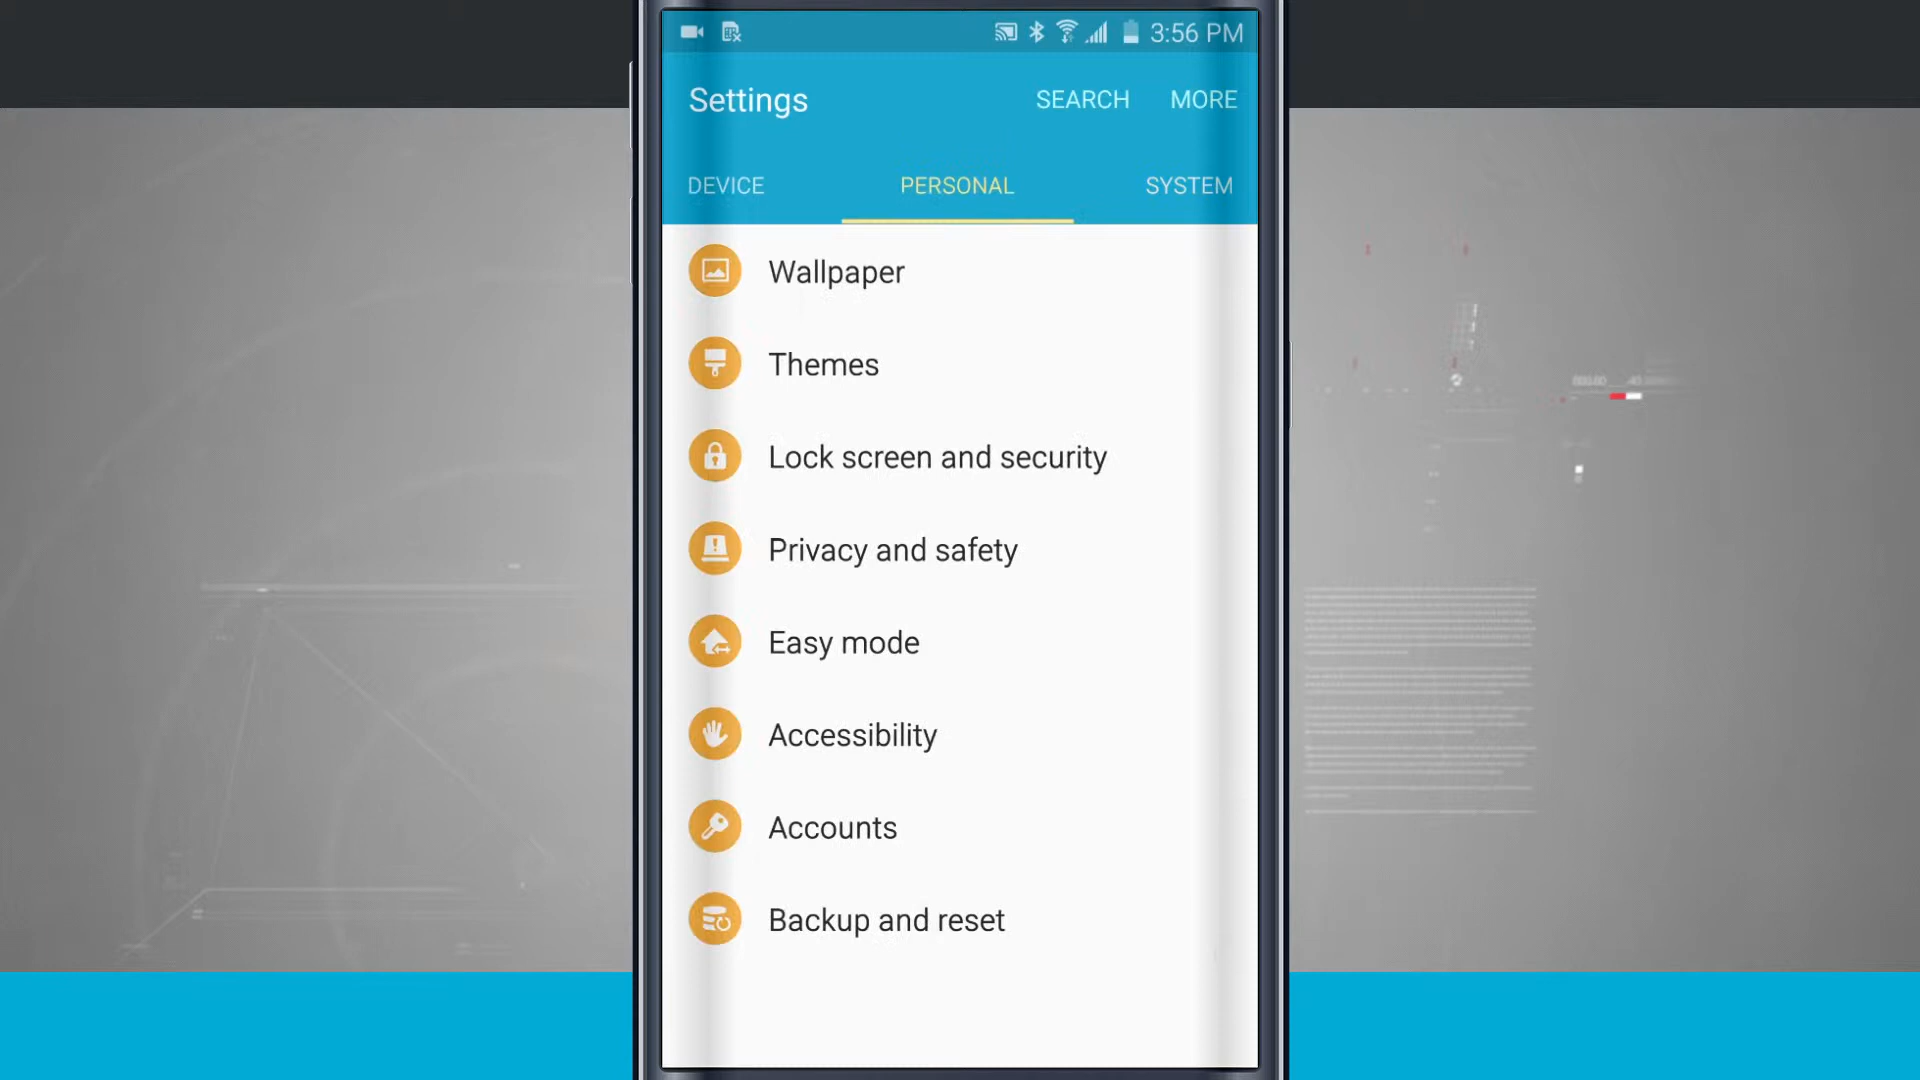 3:56 PM
Settings SEARCH MORE
DEVICE PERSONAL SYSTEM
Wallpaper
Themes
Lock screen and security
Privacy and safety
Easy mode
Accessibility
Accounts
Backup and reset